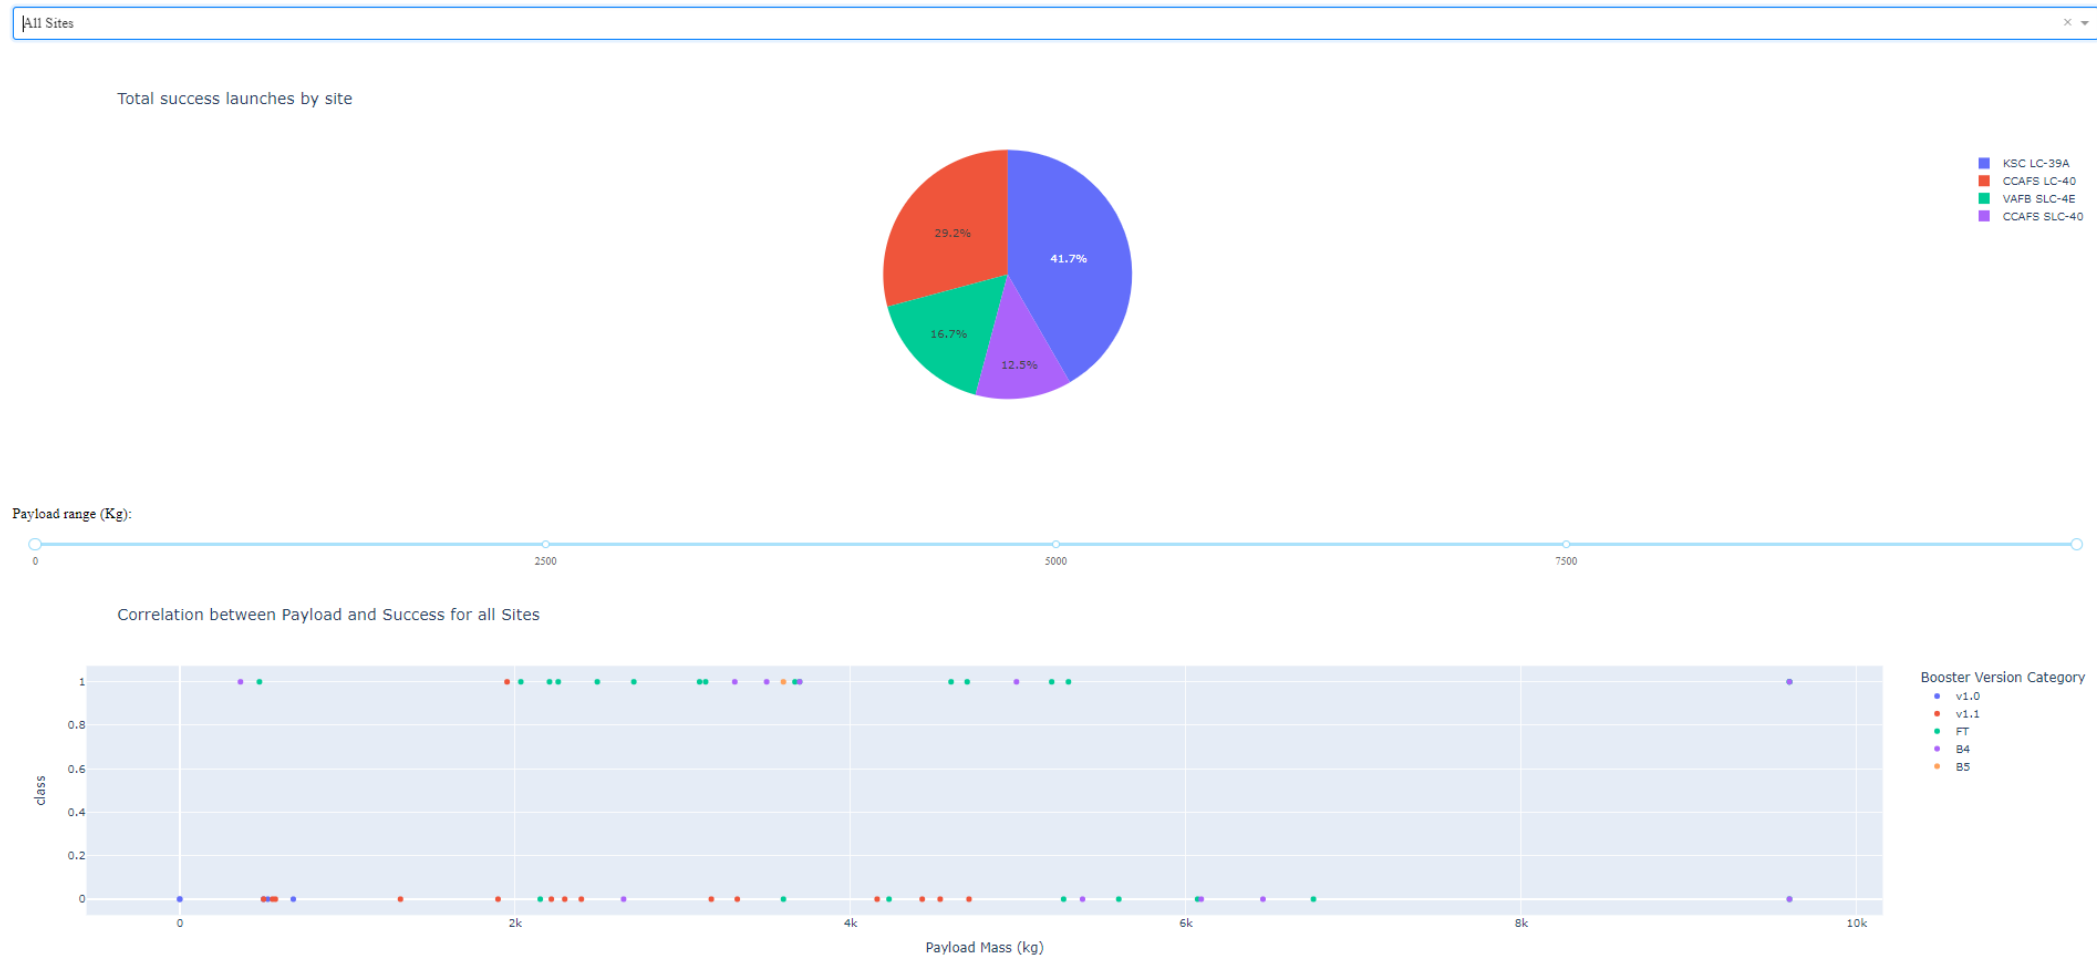 All Sites
Total success launches by site
29.2%
41.7%
16.7%
12.5%
KSC LC-39A
CCAFS LC-40
VAFB SLC-4E
CCAFS SLC-40
Payload range (Kg):
0 2500 5000 7500
Correlation between Payload and Success for all Sites
1
0.8
0.6
0.4
0.2
0
class
0 2k 4k 6k 8k 10k
Payload Mass (kg)
Booster Version Category
v1.0
v1.1
FT
B4
B5